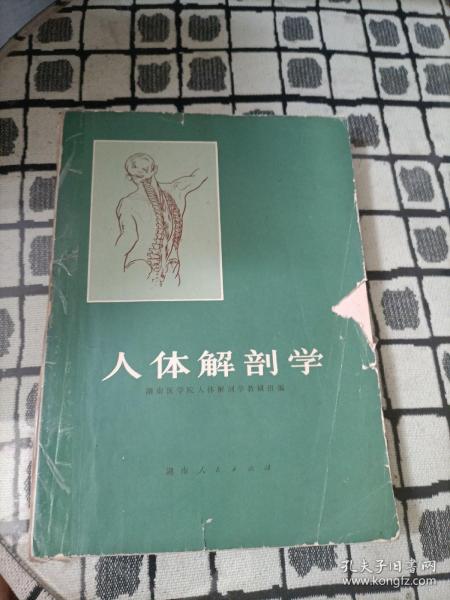 人体解剖学
湖南医学院人体解剖学教研组编
湖南人民出版社
孔夫子旧书网
www.kongfz.com